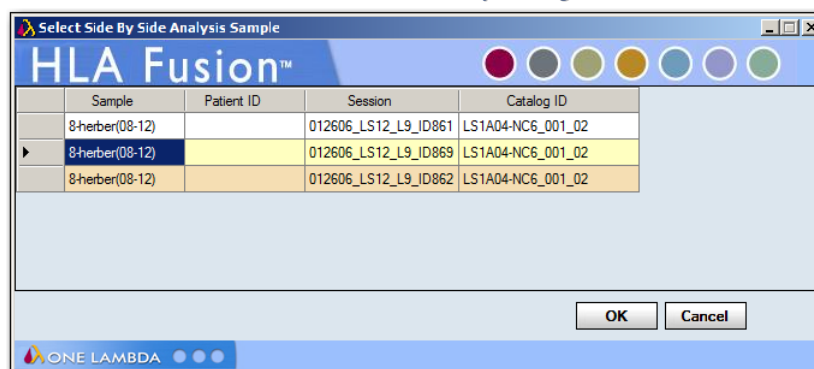 Select Side By Side Analysis Sample
HLA Fusion™
Sample Patient ID Session Catalog ID
8-herber(08-12) 012606_LS12_L9_ID861 LS1A04-NC6_001_02
8-herber(08-12) 012606_LS12_L9_ID869 LS1A04-NC6_001_02
8-herber(08-12) 012606_LS12_L9_ID862 LS1A04-NC6_001_02
OK Cancel
ONE LAMBDA